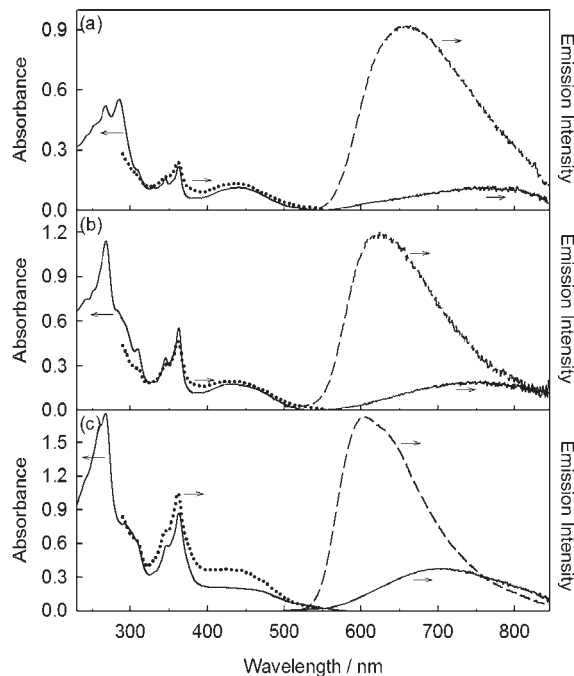 (a)
Absorbance
0.9
0.6
0.3
0.0
Emission Intensity
(b)
Absorbance
1.2
0.9
0.6
0.3
0.0
Emission Intensity
(c)
Absorbance
1.5
1.2
0.9
0.6
0.3
0.0
Emission Intensity
300 400 500 600 700 800
Wavelength / nm